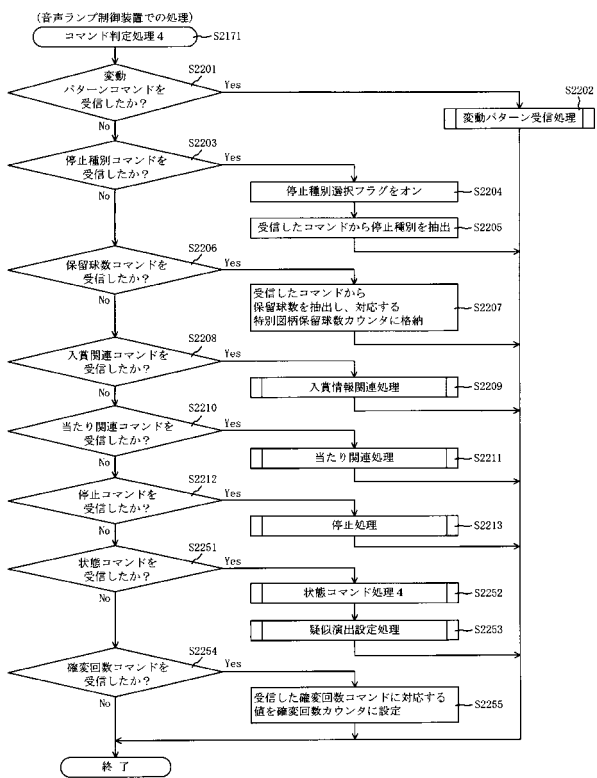 (音声ランプ制御装置での処理)
コマンド判定処理4
S2171
変動
パターンコマンドを
受信したか?
S2201
Yes
No
変動パターン受信処理
S2202
停止種別コマンドを
受信したか?
S2203
Yes
No
停止種別選択フラグをオン
S2204
受信したコマンドから停止種別を抽出
S2205
保留球数コマンドを
受信したか?
S2206
Yes
No
受信したコマンドから
保留球数を抽出し、対応する
特別図柄保留球数カウンタに格納
S2207
入賞関連コマンドを
受信したか?
S2208
Yes
No
入賞情報関連処理
S2209
当たり関連コマンドを
受信したか?
S2210
Yes
No
当たり関連処理
S2211
停止コマンドを
受信したか?
S2212
Yes
No
停止処理
S2213
状態コマンドを
受信したか?
S2251
Yes
No
状態コマンド処理4
S2252
疑似演出設定処理
S2253
確変回数コマンドを
受信したか?
S2254
Yes
No
受信した確変回数コマンドに対応する
値を確変回数カウンタに設定
S2255
終了